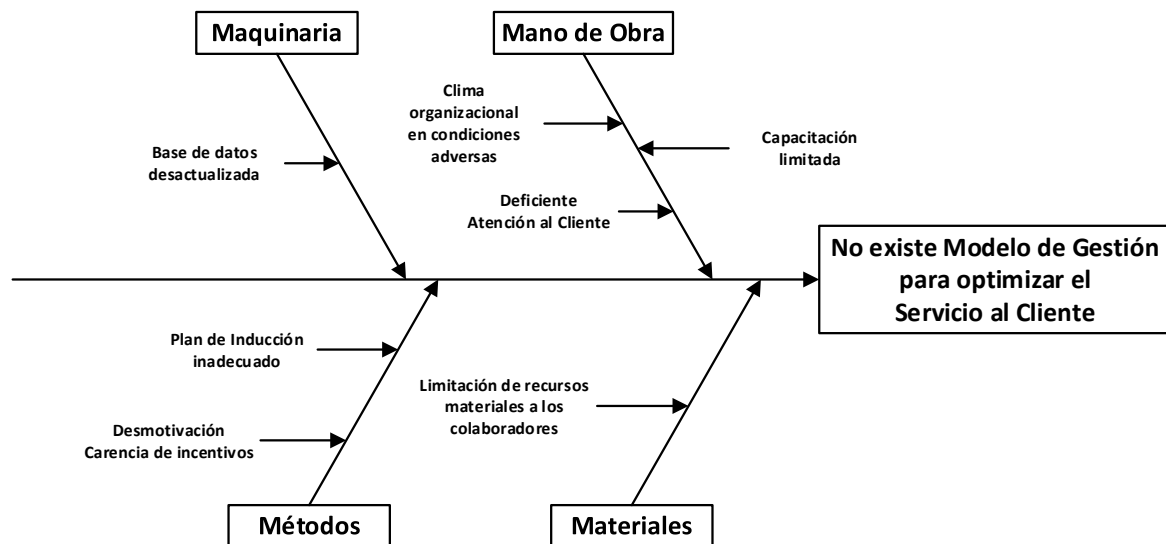 Maquinaria
Mano de Obra
Clima
organizacional
en condiciones
adversas
Capacitación
limitada
Base de datos
desactualizada
Deficiente
Atención al Cliente
No existe Modelo de Gestión
para optimizar el
Servicio al Cliente
Plan de Inducción
inadecuado
Limitación de recursos
materiales a los
colaboradores
Desmotivación
Carencia de incentivos
Métodos
Materiales